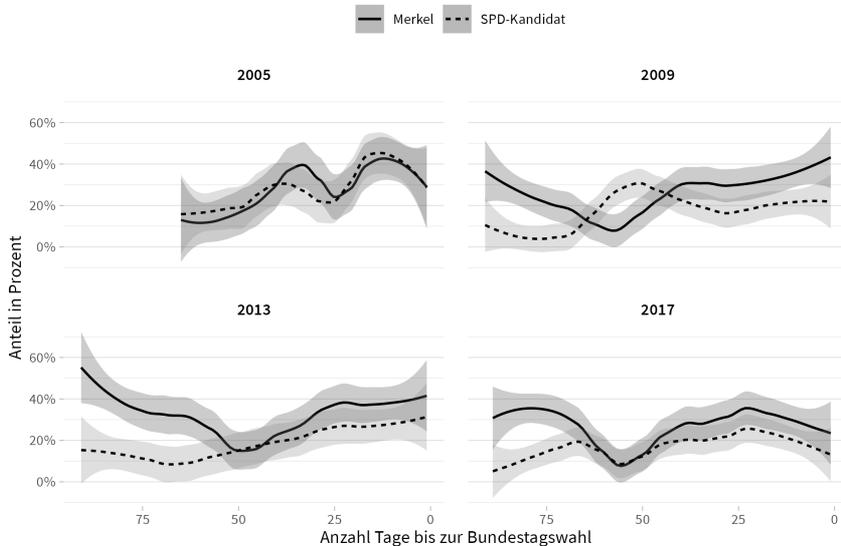 Merkel SPD-Kandidat
2005 2009
60%
40%
20%
0%
Anteil in Prozent
2013 2017
60%
40%
20%
0%
75 50 25 0 75 50 25 0
Anzahl Tage bis zur Bundestagswahl